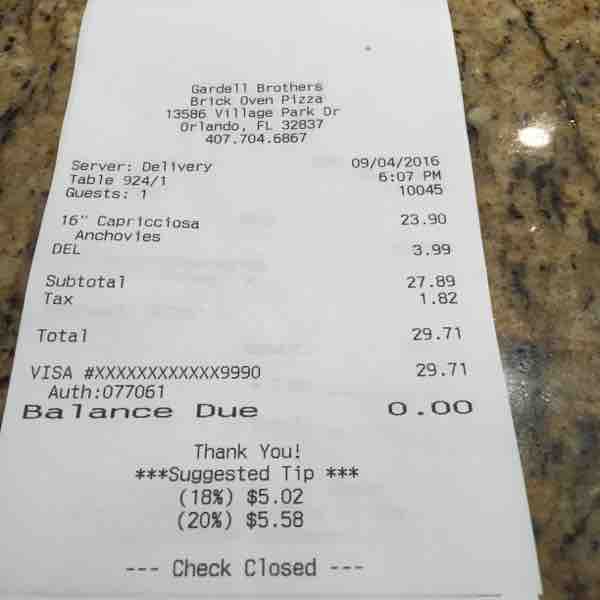 Gardell Brothers
Brick Oven Pizza
13586 Village Park Dr
Orlando, FL 32837
407.704.6867
Server: Delivery 09/04/2016
Table 924/1 6:07 PM
Guests: 1 10045
16" Capricciosa 23.90
Anchovies
DEL 3.99
Subtotal 27.89
Tax 1.82
Total 29.71
VISA #XXXXXXXXXXXX9990 29.71
Auth:077061
Balance Due 0.00
Thank You!
***Suggested Tip ***
(18%) $5.02
(20%) $5.58
--- Check Closed ---